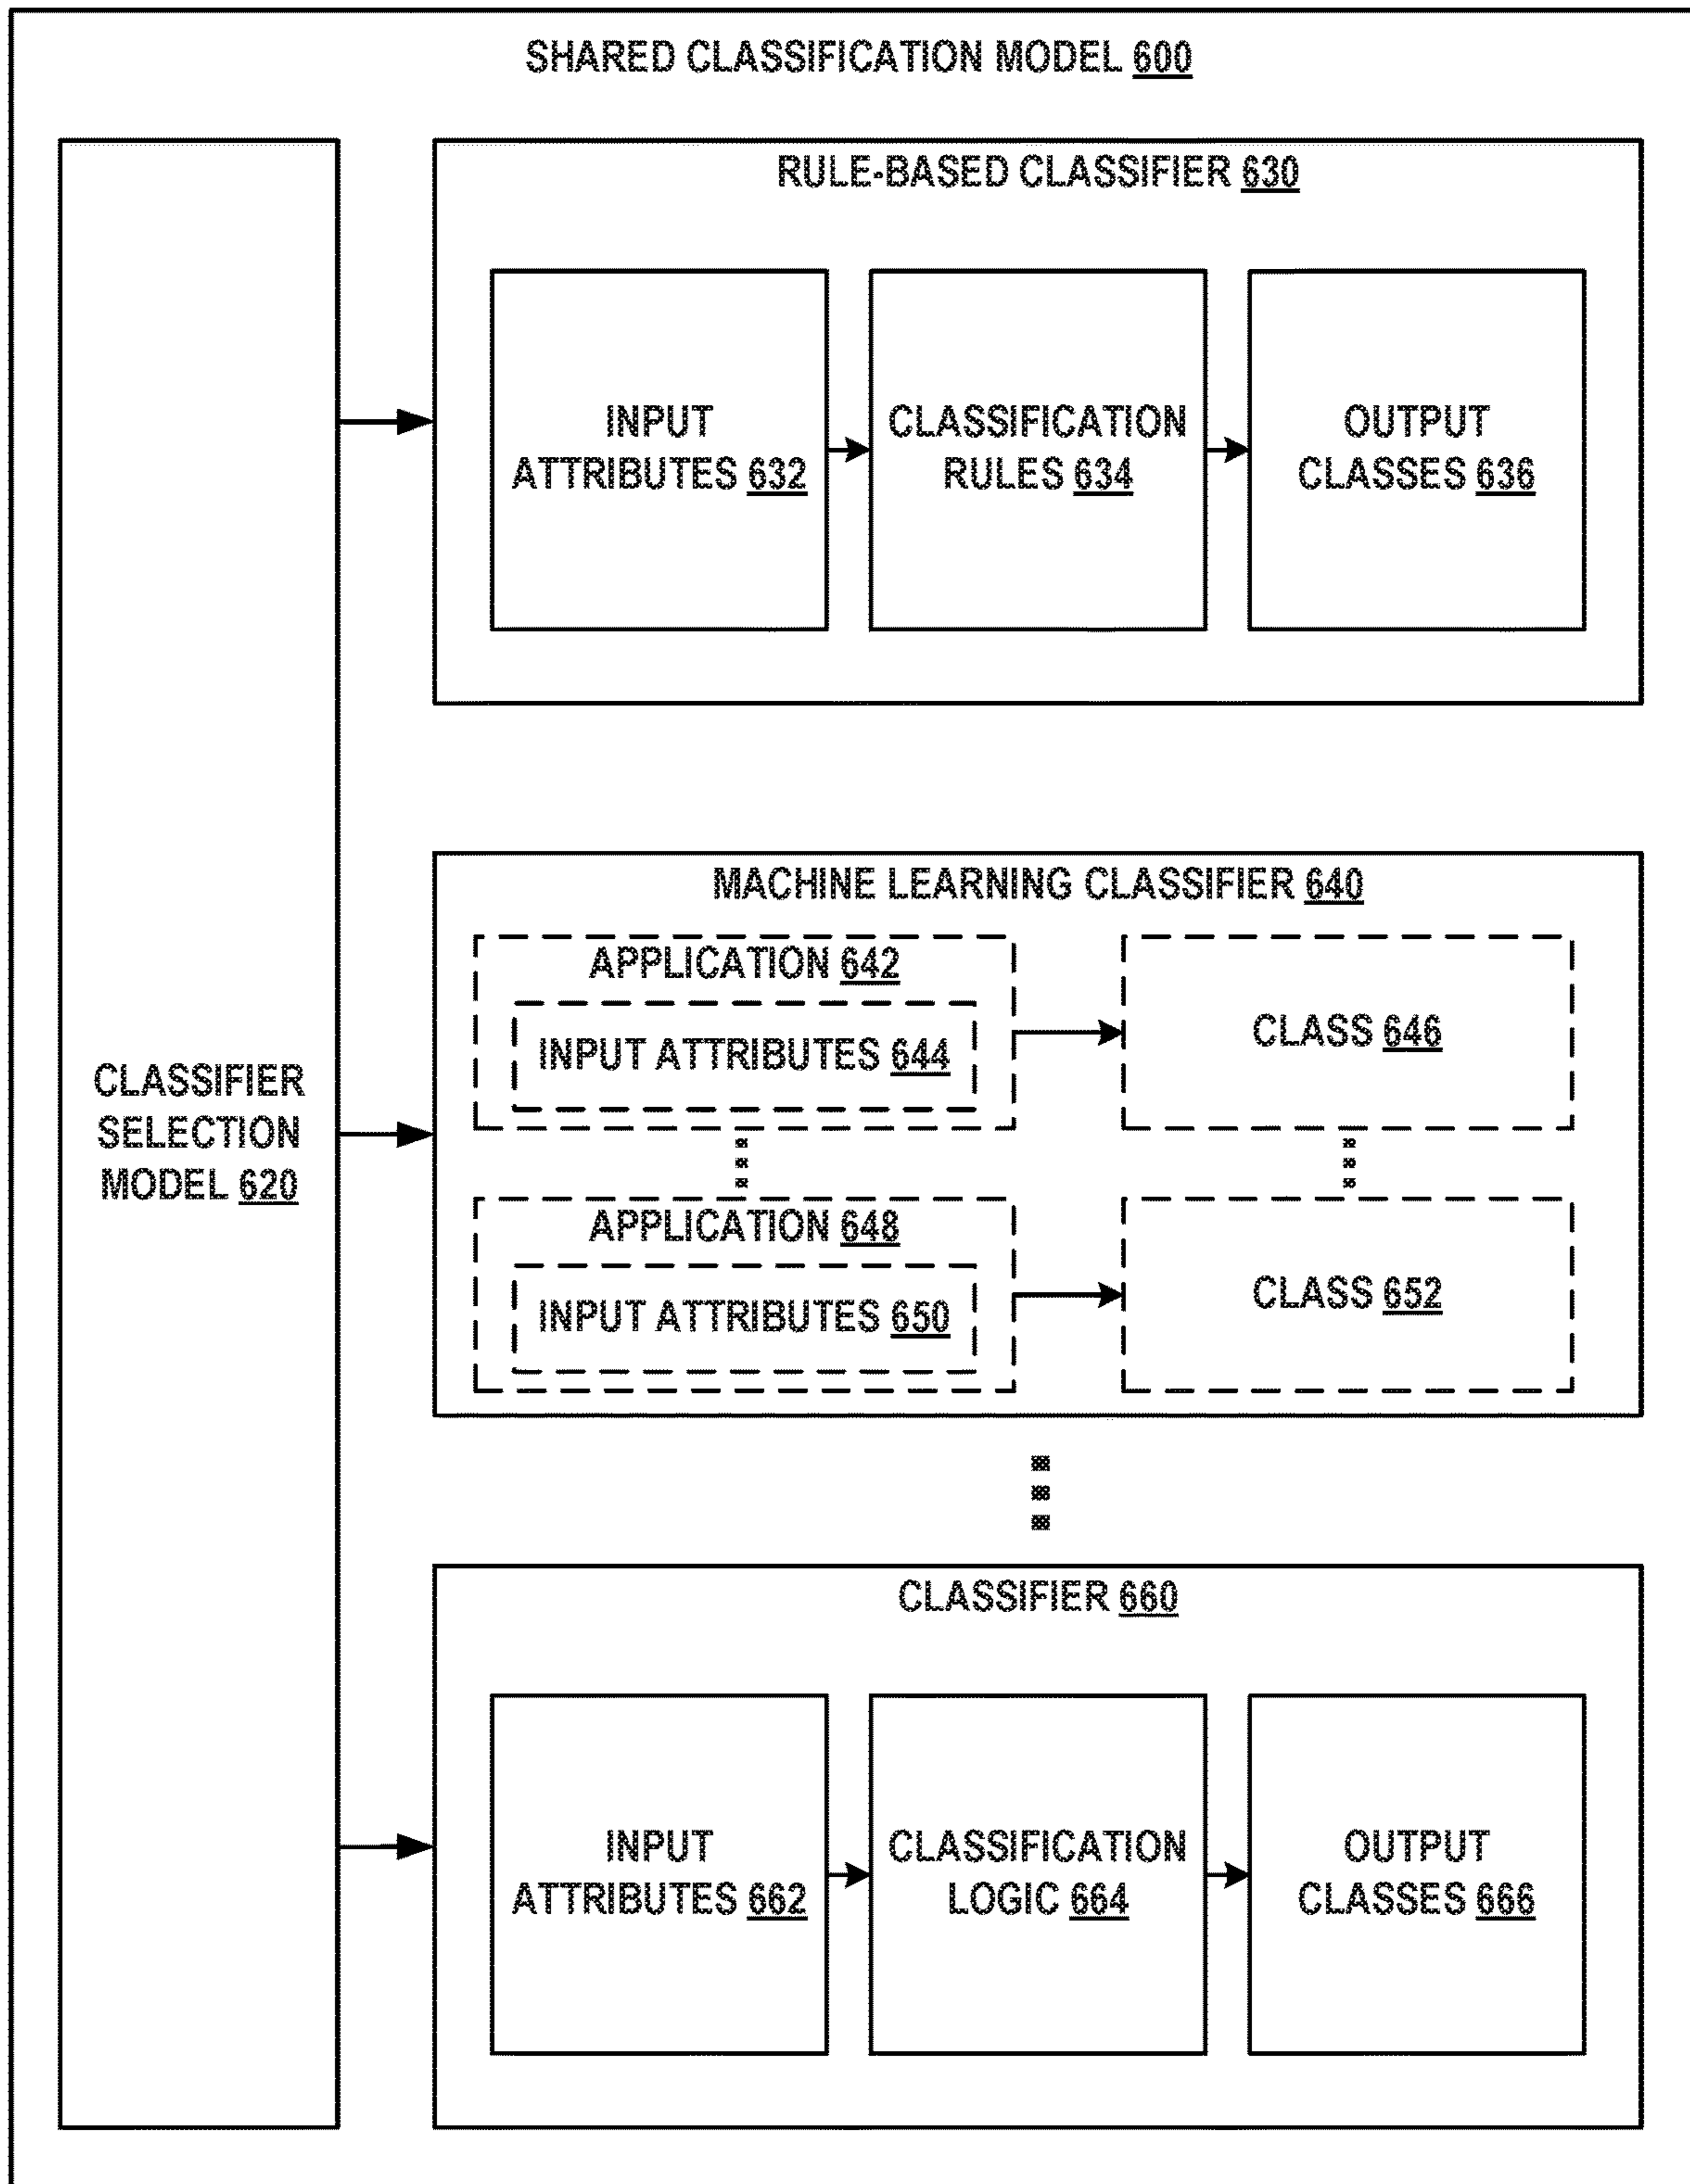 SHARED CLASSIFICATION MODEL 600
CLASSIFIER
SELECTION
MODEL 620
RULE-BASED CLASSIFIER 630
INPUT
ATTRIBUTES 632
CLASSIFICATION
RULES 634
OUTPUT
CLASSES 636
MACHINE LEARNING CLASSIFIER 640
APPLICATION 642
INPUT ATTRIBUTES 644
CLASS 646
APPLICATION 648
INPUT ATTRIBUTES 650
CLASS 652
CLASSIFIER 660
INPUT
ATTRIBUTES 662
CLASSIFICATION
LOGIC 664
OUTPUT
CLASSES 666